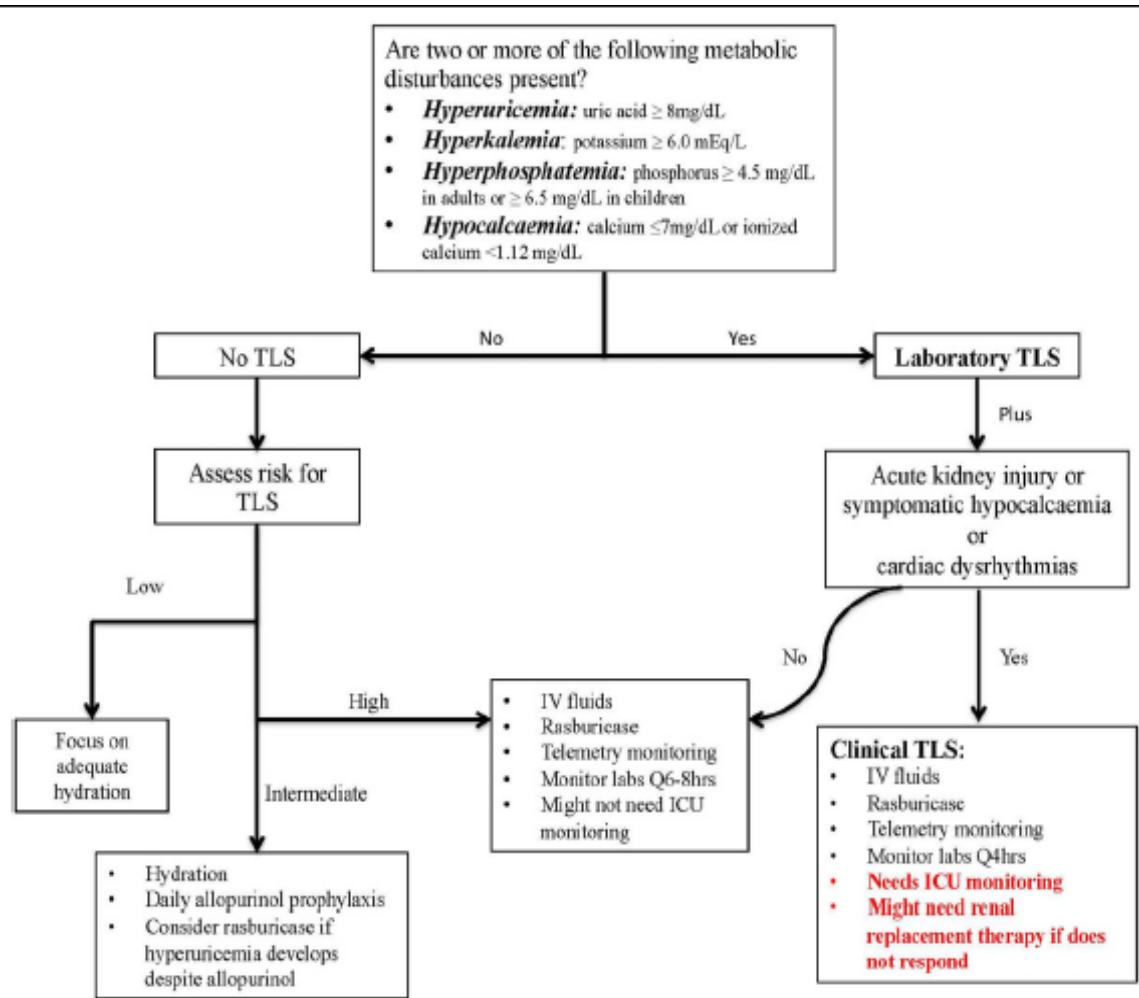 Are two or more of the following metabolic
disturbances present?
• Hyperuricemia: uric acid ≥ 8mg/dL
• Hyperkalemia: potassium ≥ 6.0 mEq/L
• Hyperphosphatemia: phosphorus ≥ 4.5 mg/dL
in adults or ≥ 6.5 mg/dL in children
• Hypocalcaemia: calcium ≤7mg/dL or ionized
calcium <1.12 mg/dL
No
Yes
No TLS
Laboratory TLS
Plus
Assess risk for
TLS
Acute kidney injury or
symptomatic hypocalcaemia
or
cardiac dysrhythmias
Low
High
Intermediate
No
Yes
Focus on
adequate
hydration
• IV fluids
• Rasburicase
• Telemetry monitoring
• Monitor labs Q6-8hrs
• Might not need ICU
monitoring
Clinical TLS:
• IV fluids
• Rasburicase
• Telemetry monitoring
• Monitor labs Q4hrs
• Needs ICU monitoring
• Might need renal
replacement therapy if does
not respond
• Hydration
• Daily allopurinol prophylaxis
• Consider rasburicase if
hyperuricemia develops
despite allopurinol